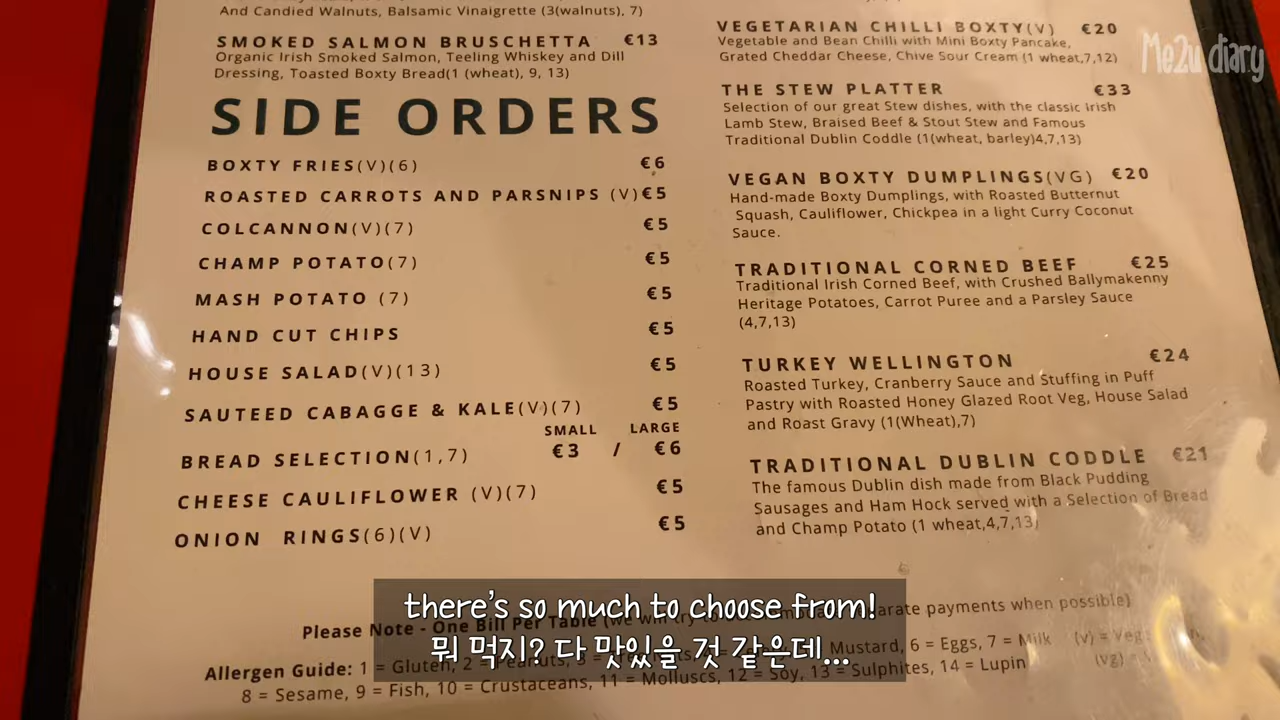 And Candied Walnuts, Balsamic Vinaigrette (3(walnuts), 7)
SMOKED SALMON BRUSCHETTA €13
Organic Irish Smoked Salmon, Teeling Whiskey and Dill
Dressing, Toasted Boxty Bread(1 (wheat), 9, 13)
SIDE ORDERS
BOXTY FRIES(V)(6) €6
ROASTED CARROTS AND PARSNIPS (V) €5
COLCANNON(V)(7) €5
CHAMP POTATO(7) €5
MASH POTATO (7) €5
HAND CUT CHIPS €5
HOUSE SALAD(V)(13) €5
SAUTEED CABAGGE & KALE(V)(7) €5
SMALL LARGE
BREAD SELECTION(1,7) €3 / €6
CHEESE CAULIFLOWER (V)(7) €5
ONION RINGS(6)(V) €5
VEGETARIAN CHILLI BOXTY(V) €20
Vegetable and Bean Chilli with Mini Boxty Pancake,
Grated Cheddar Cheese, Chive Sour Cream (1 wheat,7,12)
THE STEW PLATTER €33
Selection of our great Stew dishes, with the classic Irish
Lamb Stew, Braised Beef & Stout Stew and Famous
Traditional Dublin Coddle (1(wheat, barley)4,7,13)
VEGAN BOXTY DUMPLINGS(VG) €20
Hand-made Boxty Dumplings, with Roasted Butternut
Squash, Cauliflower, Chickpea in a light Curry Coconut
Sauce.
TRADITIONAL CORNED BEEF €25
Traditional Irish Corned Beef, with Crushed Ballymakenny
Heritage Potatoes, Carrot Puree and a Parsley Sauce
(4,7,13)
TURKEY WELLINGTON €24
Roasted Turkey, Cranberry Sauce and Stuffing in Puff
Pastry with Roasted Honey Glazed Root Veg, House Salad
and Roast Gravy (1(Wheat),7)
TRADITIONAL DUBLIN CODDLE €21
The famous Dublin dish made from Black Pudding
Sausages and Ham Hock served with a Selection of Bread
and Champ Potato (1 wheat,4,7,13)
Please Note - One Bill Per Table (we will try to payments when possible)
Allergen Guide: 1 = Gluten, 2 = Peanuts, Mustard, 6 = Eggs, 7 = Milk (v) =
8 = Sesame, 9 = Fish, 10 = Crustaceans, 11 = Molluscs, 12 = Soy, 13 = Sulphites, 14 = Lupin (vg)
there's so much to choose from!
뭐 먹지? 다 맛있을 것 같은데...
Me2u diary